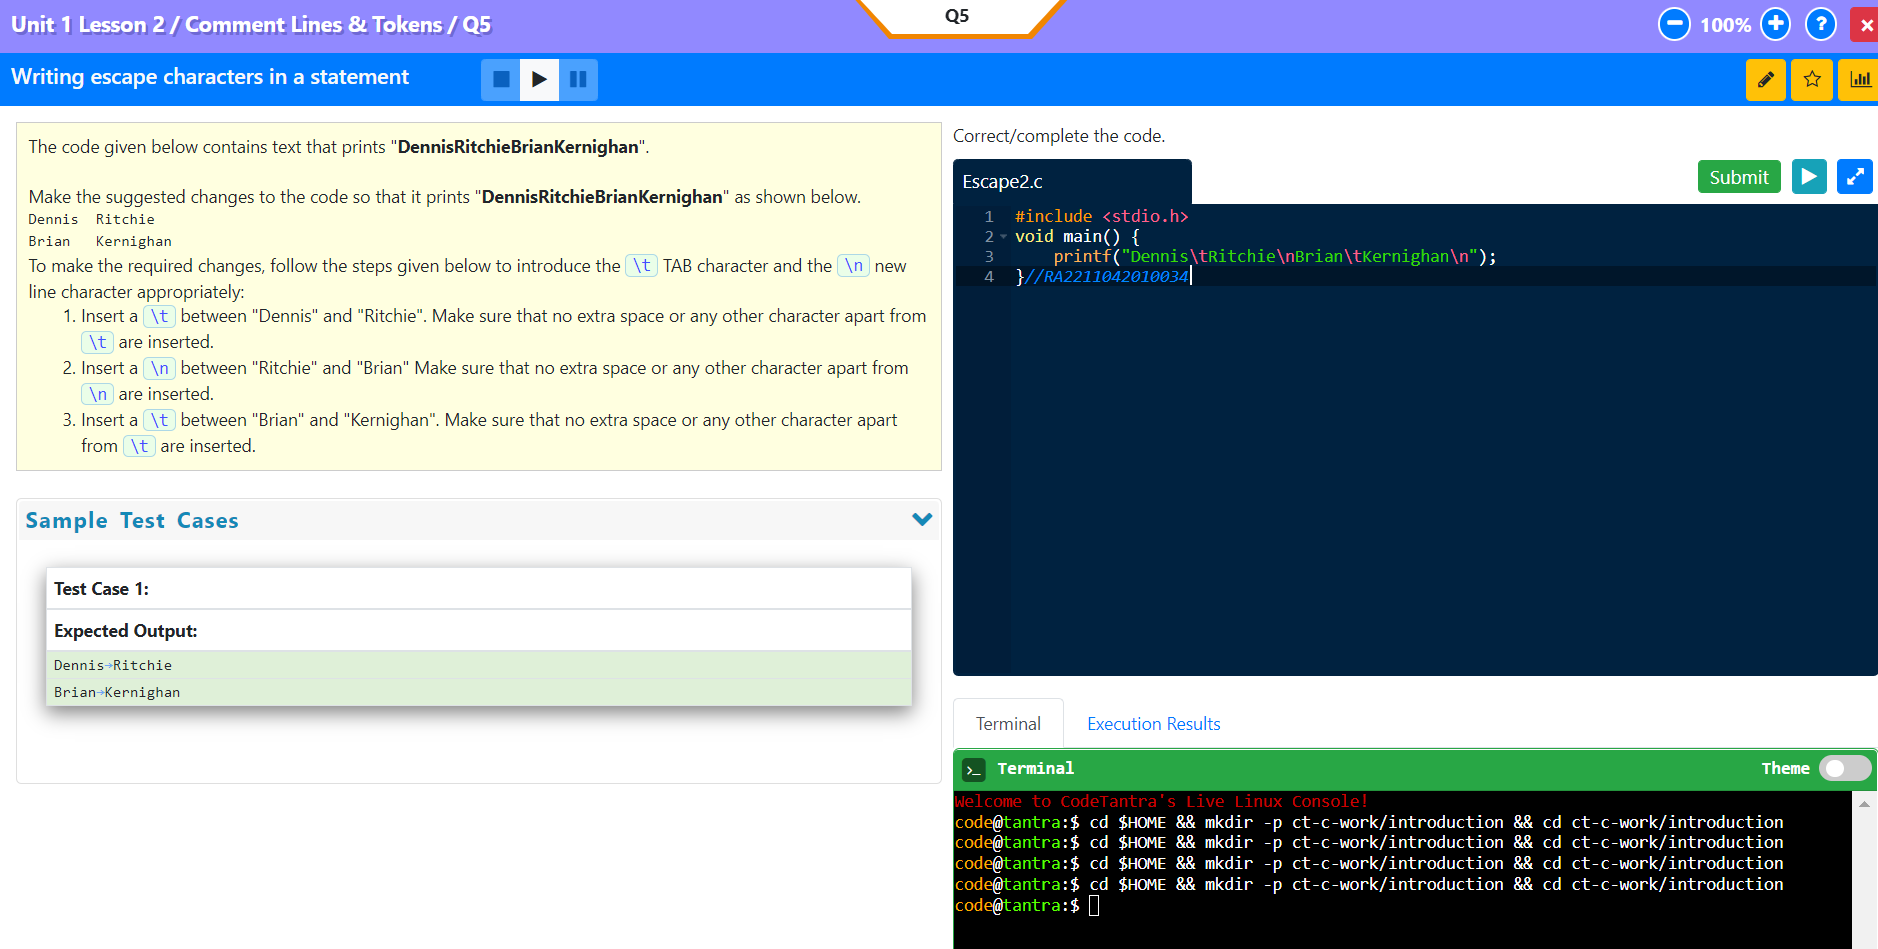 Unit 1 Lesson 2 / Comment Lines & Tokens / Q5
Q5
100%
?
Writing escape characters in a statement
The code given below contains text that prints "DennisRitchieBrianKernighan".
Make the suggested changes to the code so that it prints "DennisRitchieBrianKernighan" as shown below.
Dennis  Ritchie
Brian   Kernighan
To make the required changes, follow the steps given below to introduce the \t TAB character and the \n new
line character appropriately:
1. Insert a \t between "Dennis" and "Ritchie". Make sure that no extra space or any other character apart from
\t are inserted.
2. Insert a \n between "Ritchie" and "Brian" Make sure that no extra space or any other character apart from
\n are inserted.
3. Insert a \t between "Brian" and "Kernighan". Make sure that no extra space or any other character apart
from \t are inserted.
Sample Test Cases
Test Case 1:
Expected Output:
Dennis→Ritchie
Brian→Kernighan
Correct/complete the code.
Escape2.c
Submit
1 #include <stdio.h>
2 void main() {
3     printf("Dennis\tRitchie\nBrian\tKernighan\n");
4 }//RA2211042010034
Terminal
Execution Results
>_ Terminal
Theme
Welcome to CodeTantra's Live Linux Console!
code@tantra:$ cd $HOME && mkdir -p ct-c-work/introduction && cd ct-c-work/introduction
code@tantra:$ cd $HOME && mkdir -p ct-c-work/introduction && cd ct-c-work/introduction
code@tantra:$ cd $HOME && mkdir -p ct-c-work/introduction && cd ct-c-work/introduction
code@tantra:$ cd $HOME && mkdir -p ct-c-work/introduction && cd ct-c-work/introduction
code@tantra:$